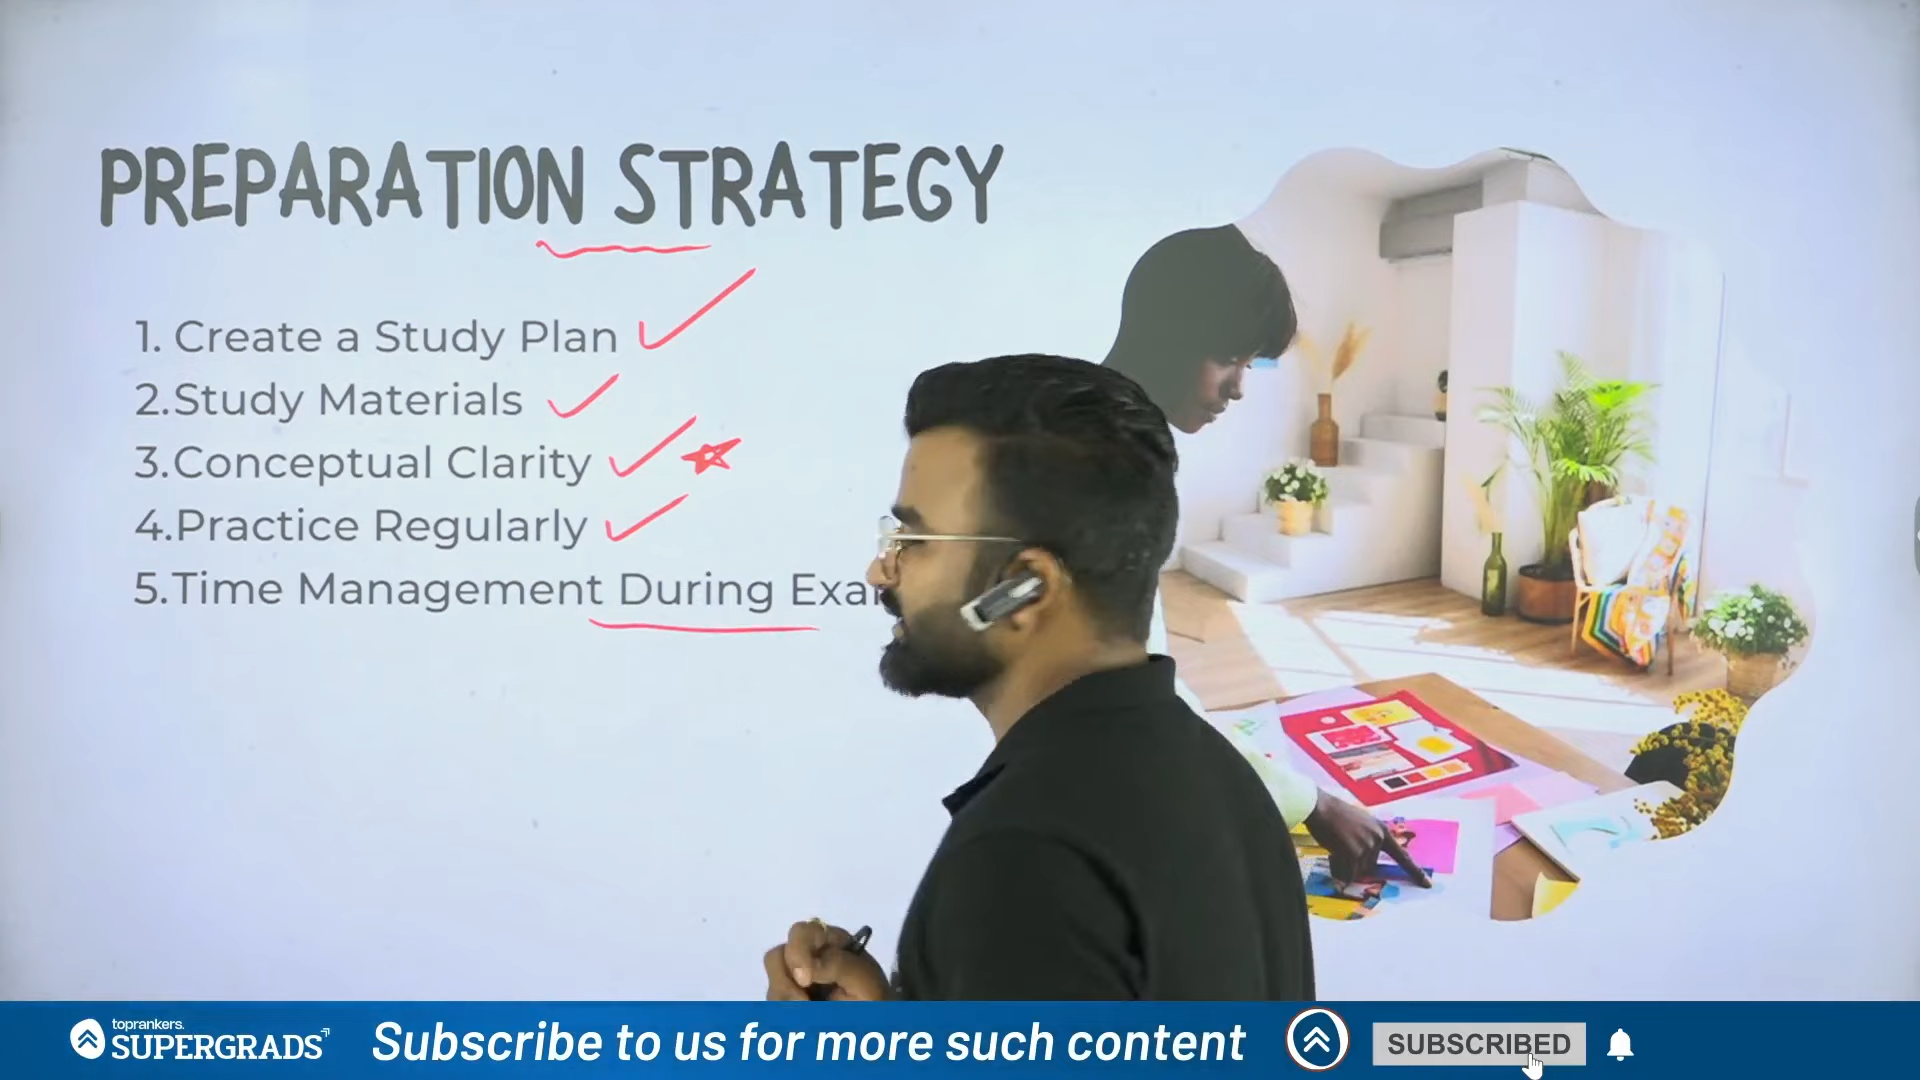 PREPARATION STRATEGY
1. Create a Study Plan
2. Study Materials
3. Conceptual Clarity
4. Practice Regularly
5. Time Management During
toprankers.
SUPERGRADS
Subscribe to us for more such content
SUBSCRIBED